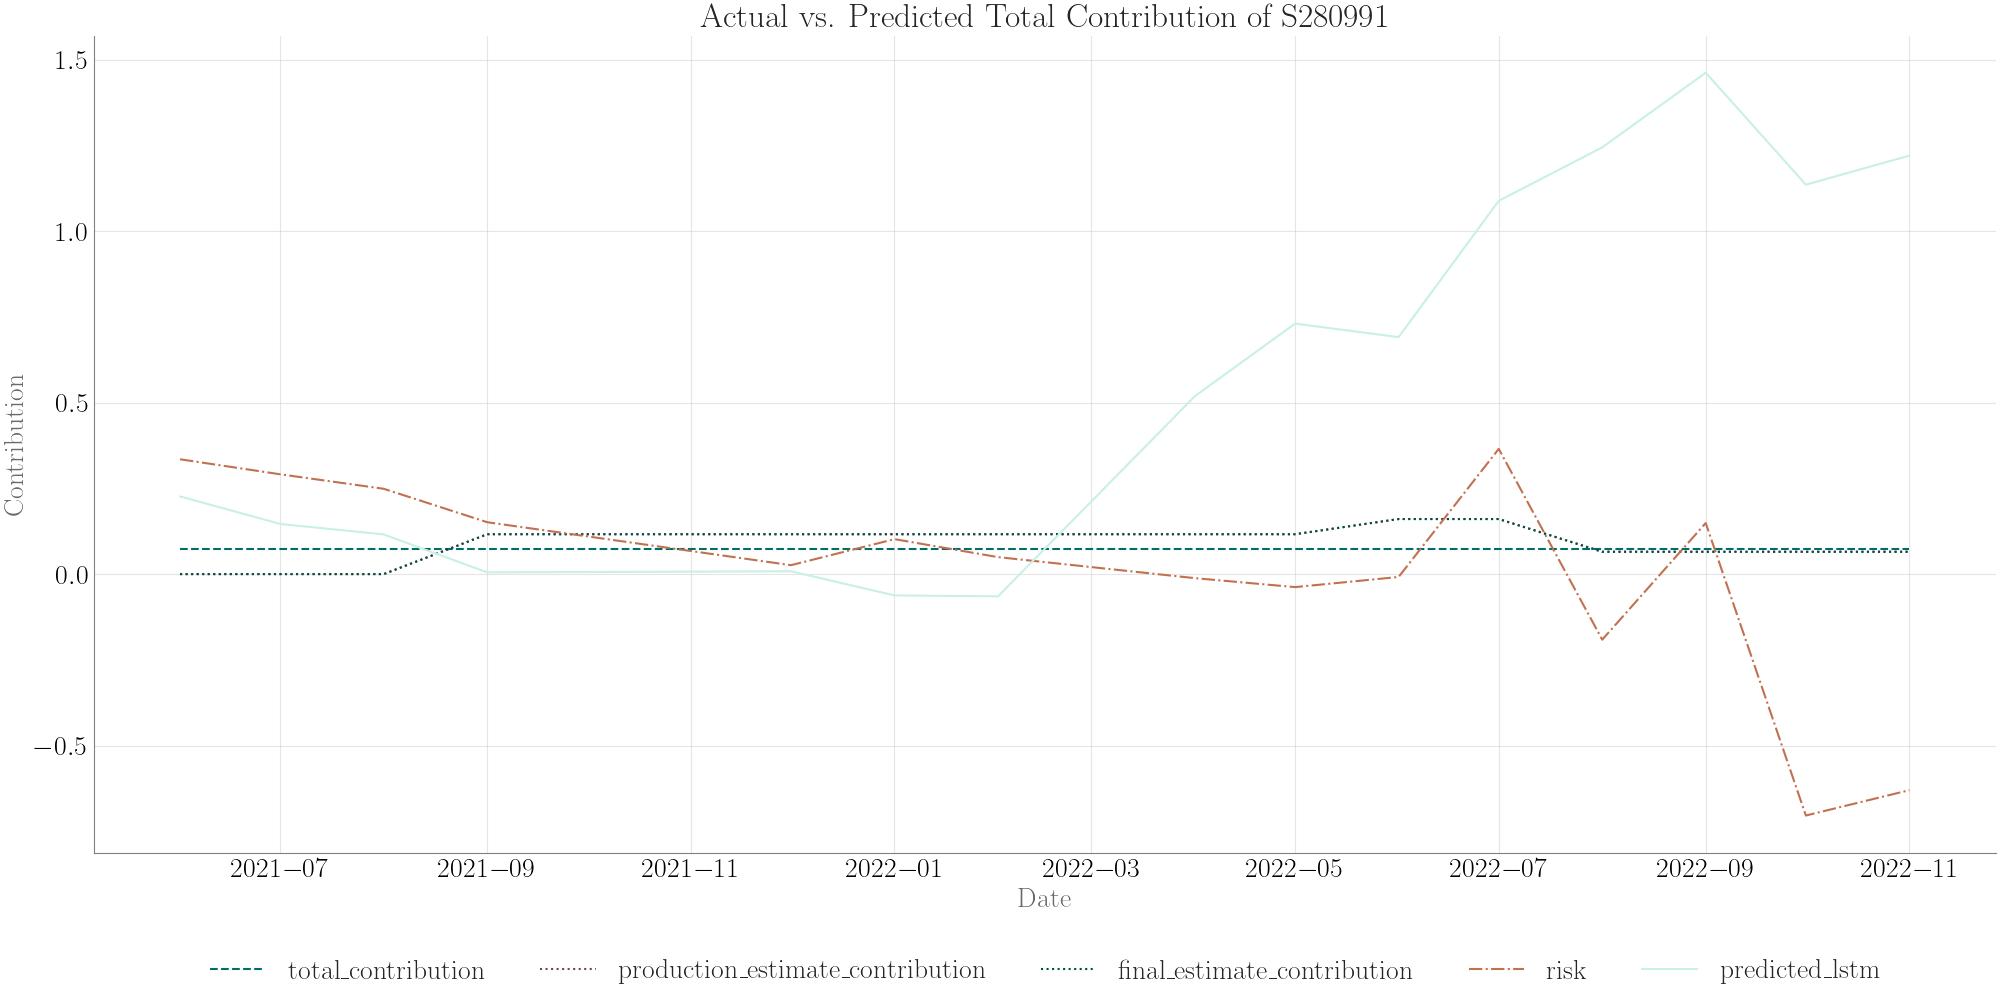 Actual vs. Predicted Total Contribution of S280991
1.5
1.0
0.5
0.0
−0.5
Contribution
2021−07 2021−09 2021−11 2022−01 2022−03 2022−05 2022−07 2022−09 2022−11
Date
total_contribution production_estimate_contribution final_estimate_contribution risk predicted_lstm